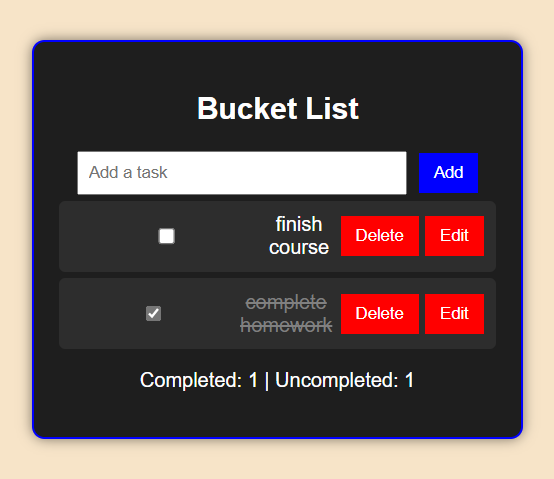 Bucket List
Add a task
Add
finish
course
Delete
Edit
complete
homework
Delete
Edit
Completed: 1 | Uncompleted: 1